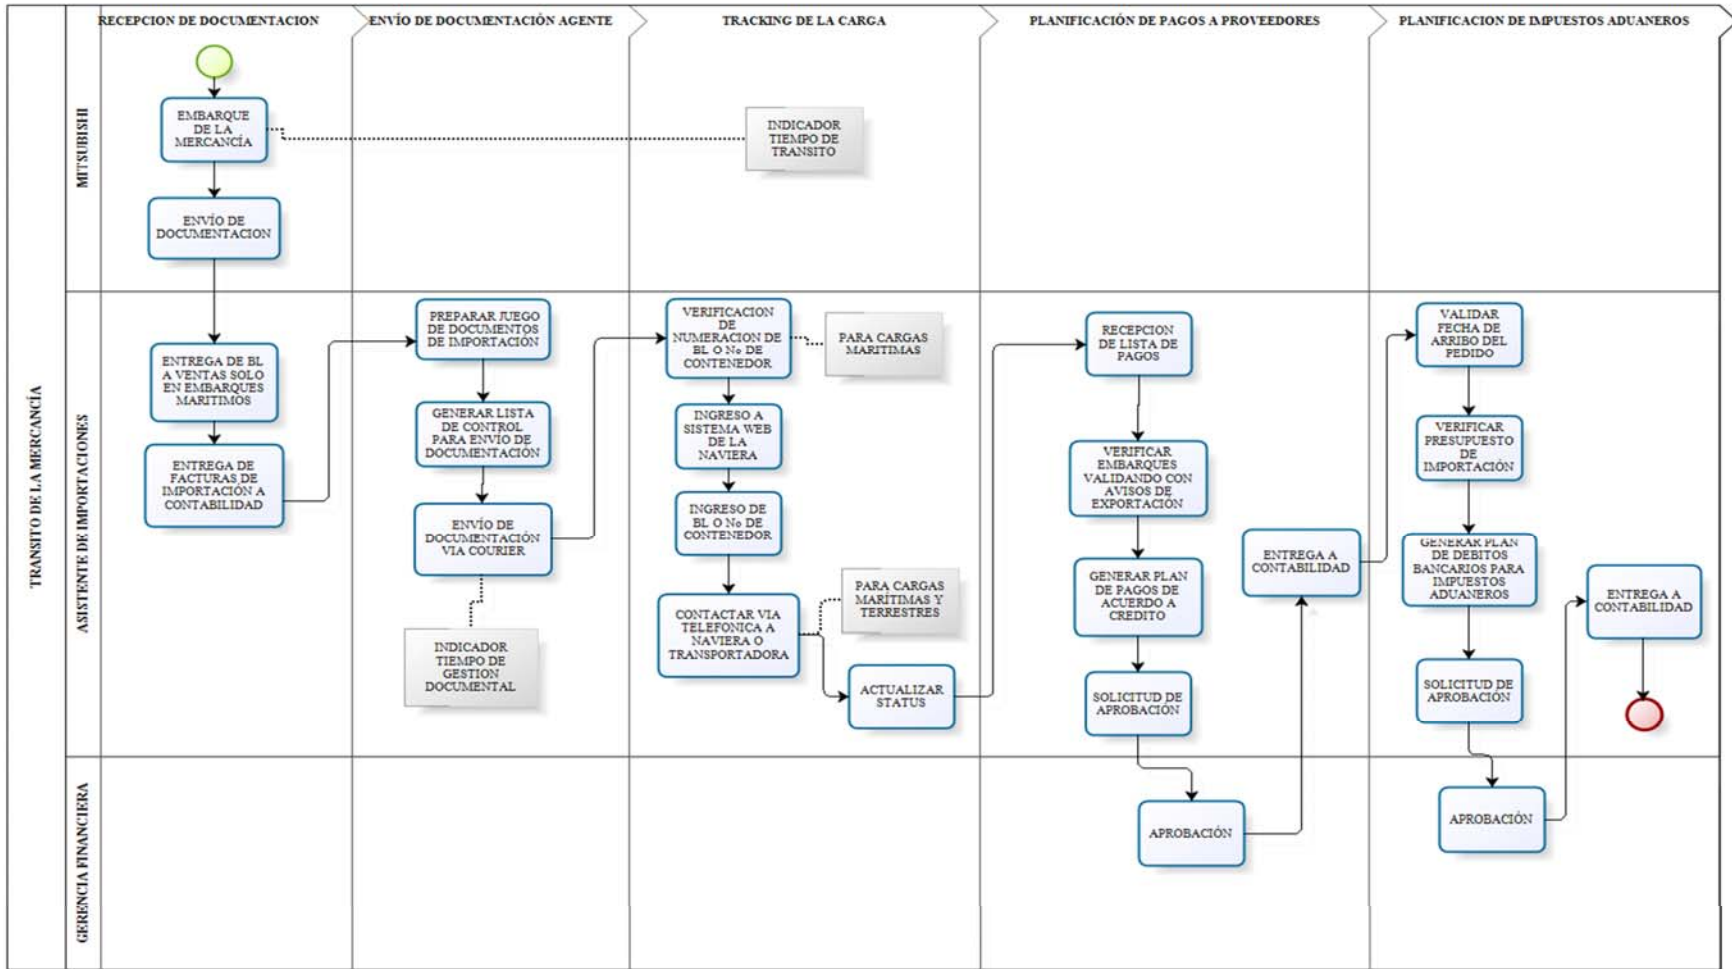 RECEPCION DE DOCUMENTACION
ENVÍO DE DOCUMENTACIÓN AGENTE
TRACKING DE LA CARGA
PLANIFICACIÓN DE PAGOS A PROVEEDORES
PLANIFICACION DE IMPUESTOS ADUANEROS
TRANSITO DE LA MERCANCÍA
MITSUBISHI
EMBARQUE
DE LA
MERCANCÍA
ENVÍO DE
DOCUMENTACION
INDICADOR
TIEMPO DE
TRANSITO
ASISTENTE DE IMPORTACIONES
ENTREGA DE BL
A VENTAS SOLO
EN EMBARQUES
MARITIMOS
ENTREGA DE
FACTURAS DE
IMPORTACIÓN A
CONTABILIDAD
PREPARAR JUEGO
DE DOCUMENTOS
DE IMPORTACIÓN
GENERAR LISTA
DE CONTROL
PARA ENVÍO DE
DOCUMENTACIÓN
ENVÍO DE
DOCUMENTACIÓN
VIA COURIER
INDICADOR
TIEMPO DE
GESTION
DOCUMENTAL
VERIFICACION
DE
NUMERACION DE
BL O No DE
CONTENEDOR
PARA CARGAS
MARITIMAS
INGRESO A
SISTEMA WEB
DE LA
NAVIERA
INGRESO DE
BL O No DE
CONTENEDOR
CONTACTAR VIA
TELEFONICA A
NAVIERA O
TRANSPORTADORA
PARA CARGAS
MARÍTIMAS Y
TERRESTRES
ACTUALIZAR
STATUS
RECEPCION
DE LISTA DE
PAGOS
VERIFICAR
EMBARQUES
VALIDANDO CON
AVISOS DE
EXPORTACIÓN
GENERAR PLAN
DE PAGOS DE
ACUERDO A
CREDITO
SOLICITUD DE
APROBACIÓN
ENTREGA A
CONTABILIDAD
VALIDAR
FECHA DE
ARRIBO DEL
PEDIDO
VERIFICAR
PRESUPUESTO
DE
IMPORTACIÓN
GENERAR PLAN
DE DEBITOS
BANCARIOS PARA
IMPUESTOS
ADUANEROS
SOLICITUD DE
APROBACIÓN
ENTREGA A
CONTABILIDAD
GERENCIA FINANCIERA
APROBACIÓN
APROBACIÓN